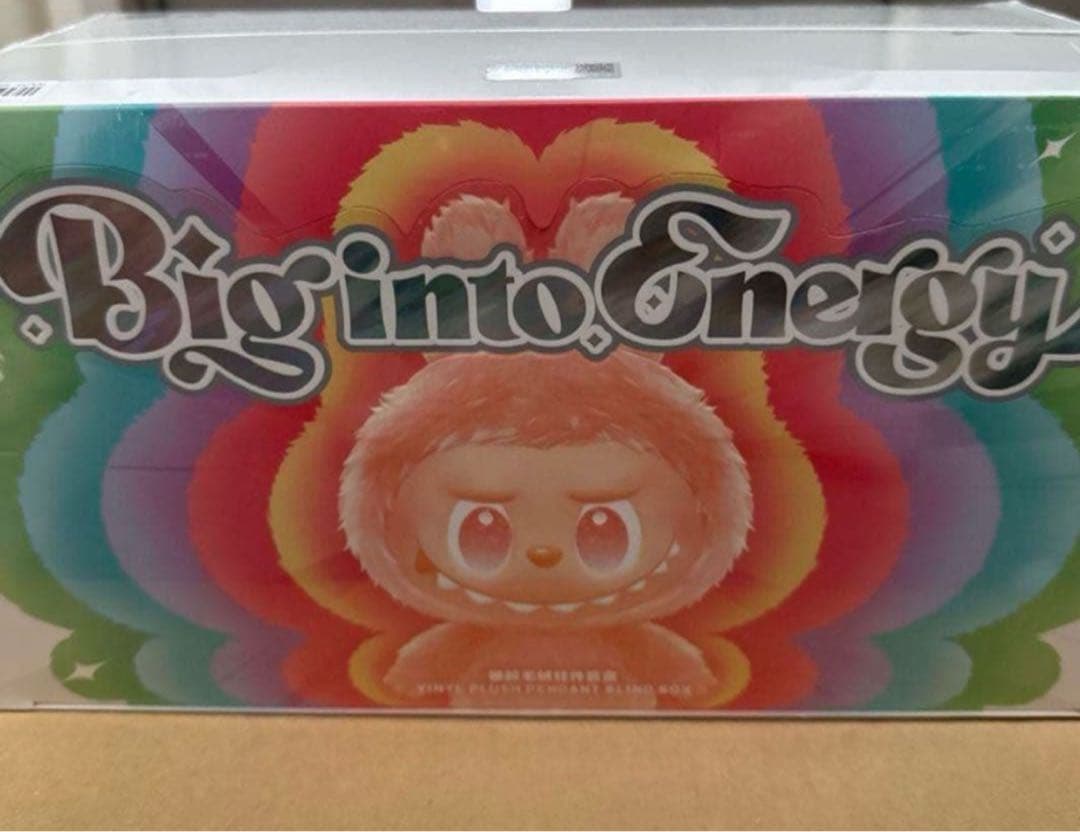 Big into Energy
VINYL PLUSH PENDANT BLIND BOX